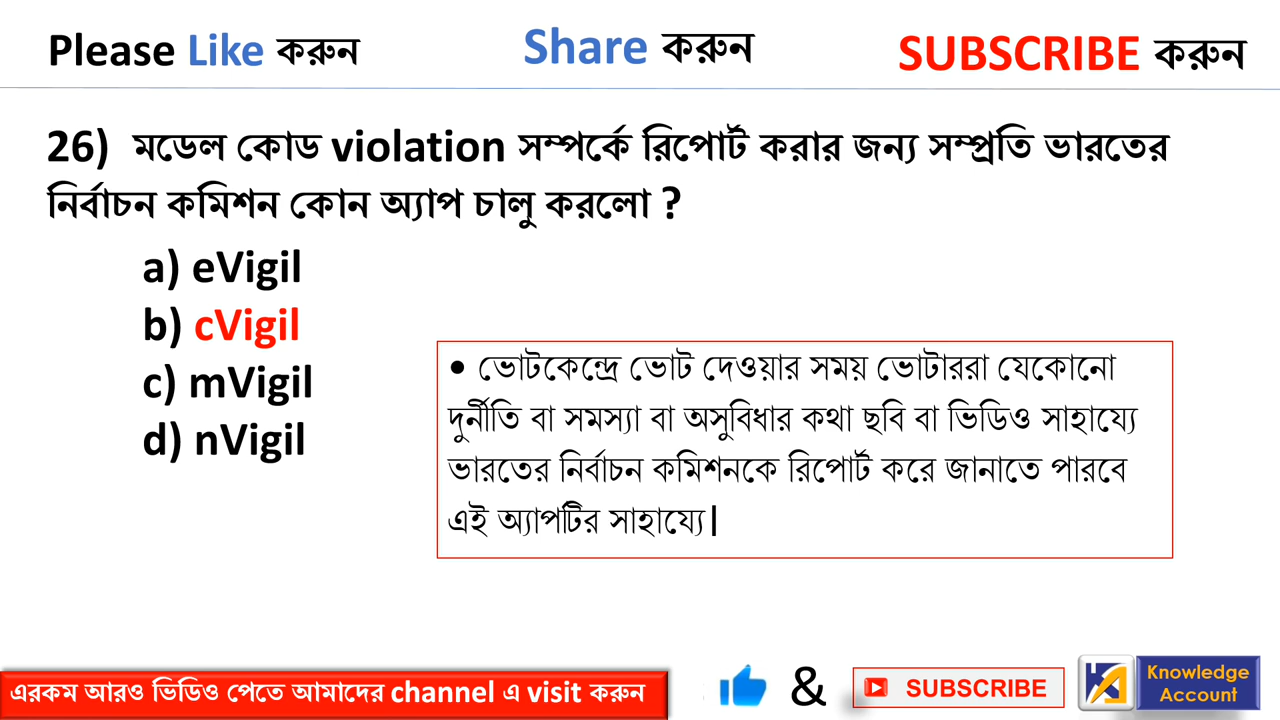 Please Like করুন Share করুন SUBSCRIBE করুন
26) মডেল কোড violation সম্পর্কে রিপোর্ট করার জন্য সম্প্রতি ভারতের
নির্বাচন কমিশন কোন অ্যাপ চালু করলো ?
a) eVigil
b) cVigil
c) mVigil
d) nVigil
• ভোটকেন্দ্রে ভোট দেওয়ার সময় ভোটাররা যেকোনো
দুর্নীতি বা সমস্যা বা অসুবিধার কথা ছবি বা ভিডিও সাহায্যে
ভারতের নির্বাচন কমিশনকে রিপোর্ট করে জানাতে পারবে
এই অ্যাপটির সাহায্যে।
এরকম আরও ভিডিও পেতে আমাদের channel এ visit করুন
& SUBSCRIBE
Knowledge
Account